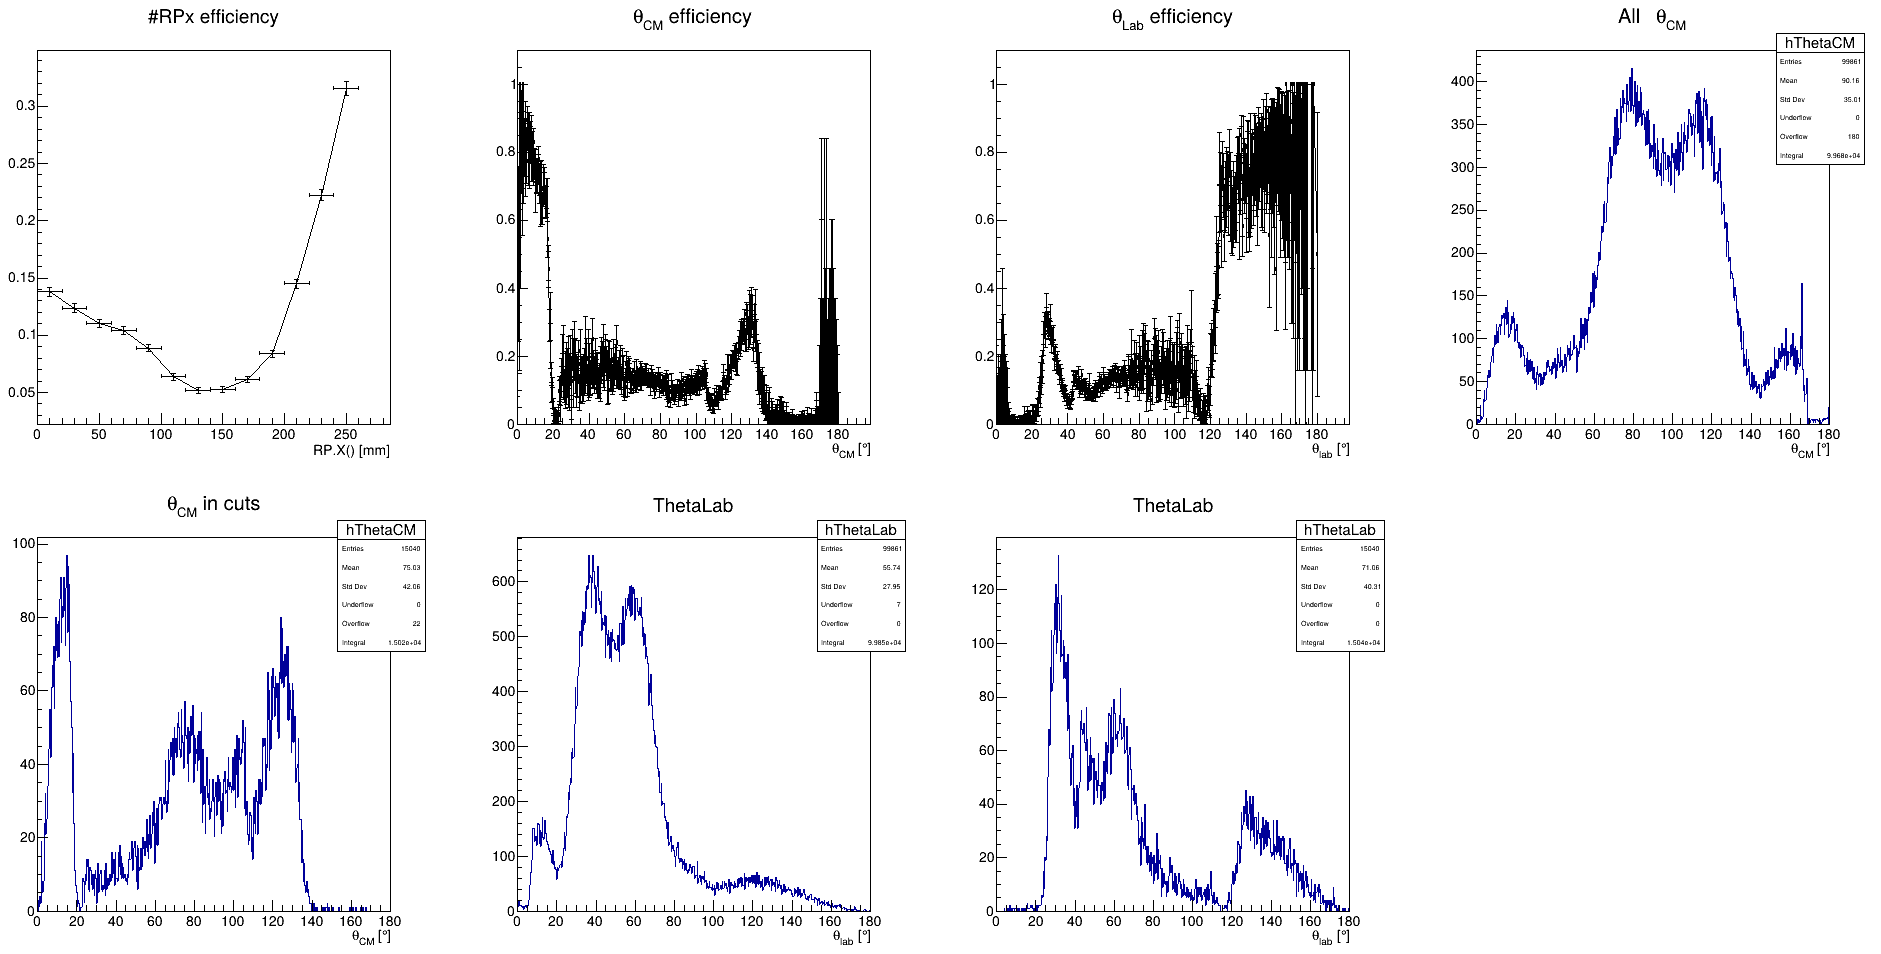 #RPx efficiency
0.3
0.25
0.2
0.15
0.1
0.05
0 50 100 150 200 250
RP.X() [mm]
θCM efficiency
1
0.8
0.6
0.4
0.2
0
0 20 40 60 80 100 120 140 160 180
θCM [°]
θLab efficiency
1
0.8
0.6
0.4
0.2
0
0 20 40 60 80 100 120 140 160 180
θlab [°]
All θCM
hThetaCM
Entries 99861
Mean 90.16
Std Dev 35.01
Underflow 0
Overflow 180
Integral 9.968e+04
400
350
300
250
200
150
100
50
0
0 20 40 60 80 100 120 140 160 180
θCM [°]
θCM in cuts
hThetaCM
Entries 15040
Mean 75.03
Std Dev 42.06
Underflow 0
Overflow 22
Integral 1.502e+04
100
80
60
40
20
0
0 20 40 60 80 100 120 140 160 180
θCM [°]
ThetaLab
hThetaLab
Entries 99861
Mean 55.74
Std Dev 27.95
Underflow 7
Overflow 0
Integral 9.985e+04
600
500
400
300
200
100
0
0 20 40 60 80 100 120 140 160 180
θlab [°]
ThetaLab
hThetaLab
Entries 15040
Mean 71.06
Std Dev 40.31
Underflow 0
Overflow 0
Integral 1.504e+04
120
100
80
60
40
20
0
0 20 40 60 80 100 120 140 160 180
θlab [°]